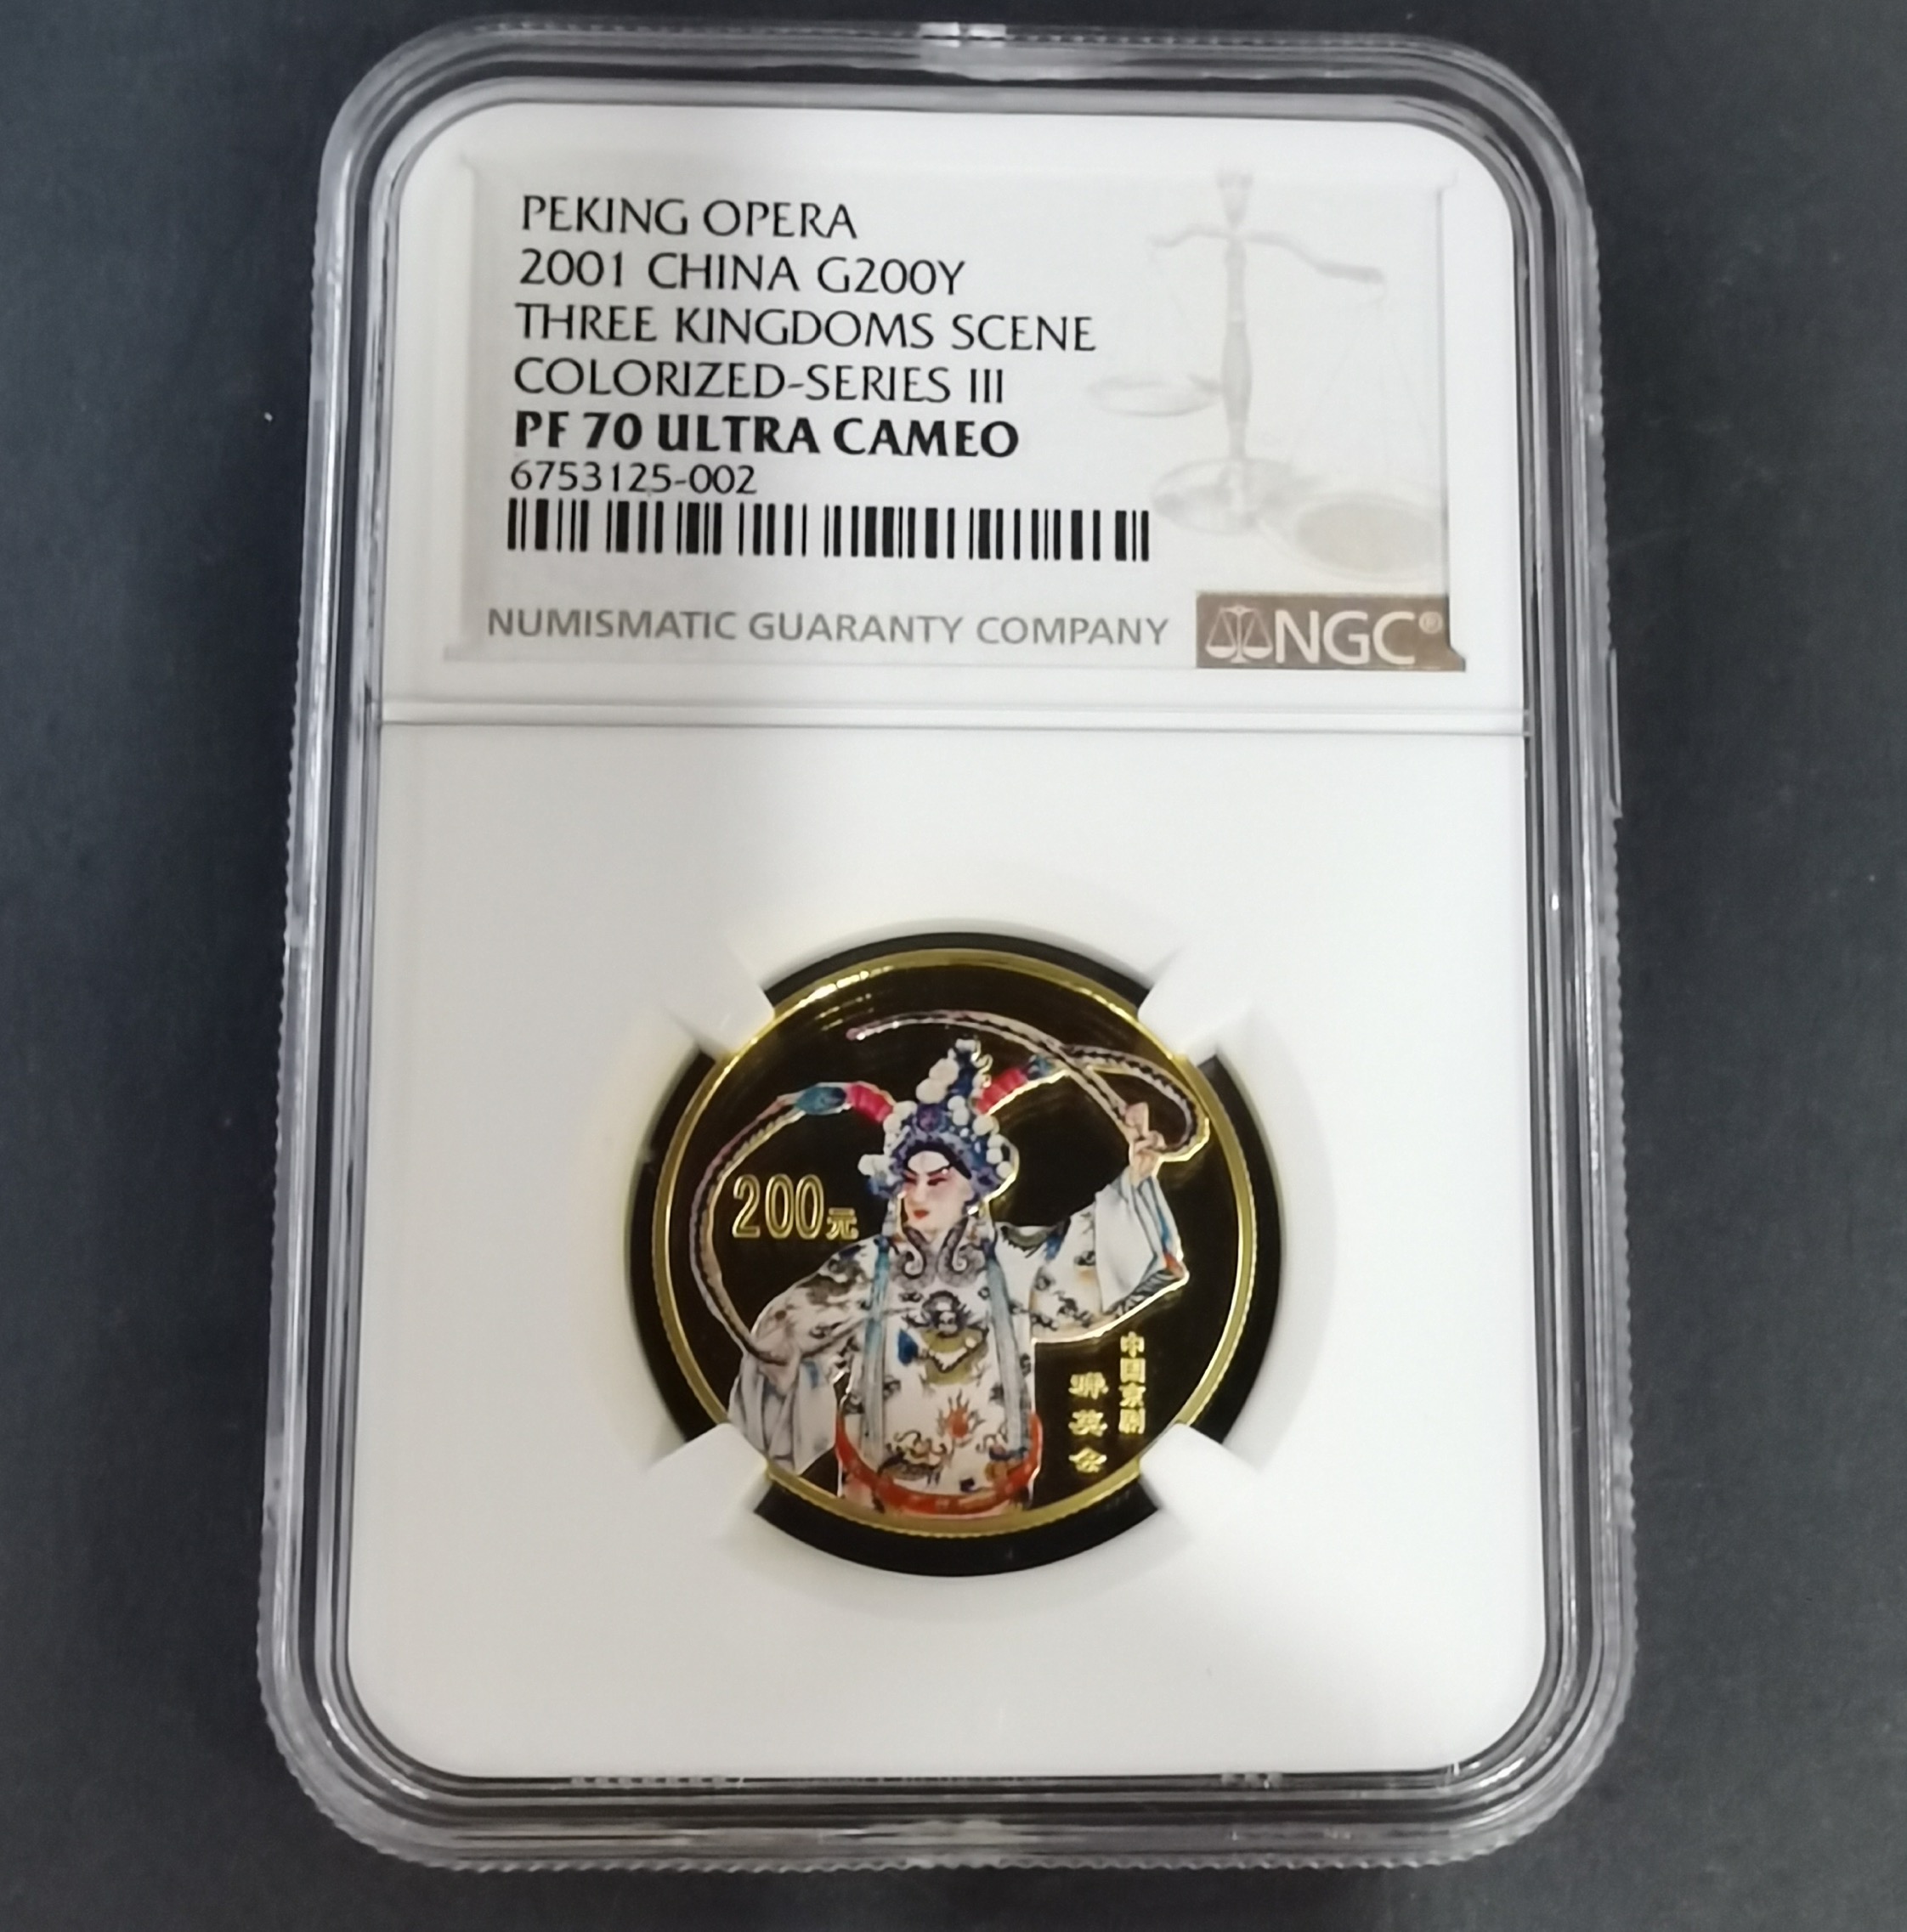 PEKING OPERA
2001 CHINA G200Y
THREE KINGDOMS SCENE
COLORIZED-SERIES III
PF 70 ULTRA CAMEO
6753125-002
NUMISMATIC GUARANTY COMPANY
NGC®
200元
中国京剧
群英会